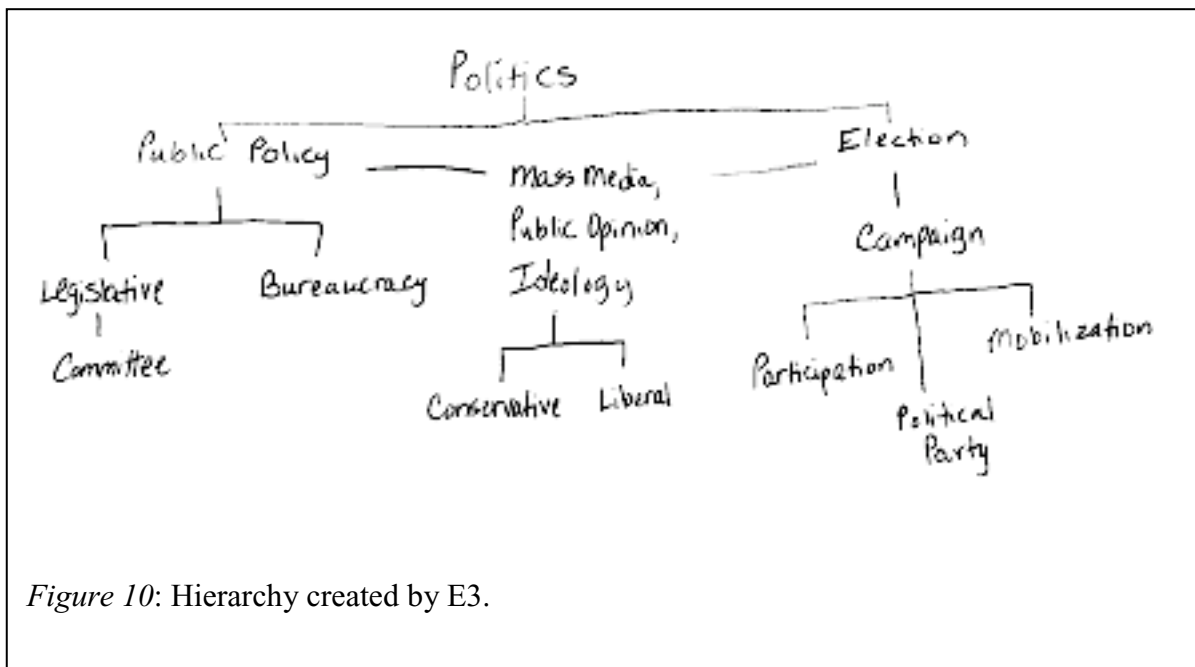 Politics
Public Policy
Election
Mass Media,
Public Opinion,
Ideology
Campaign
Legislative
Bureaucracy
Committee
Conservative
Liberal
Participation
Mobilization
Political
Party
Figure 10: Hierarchy created by E3.